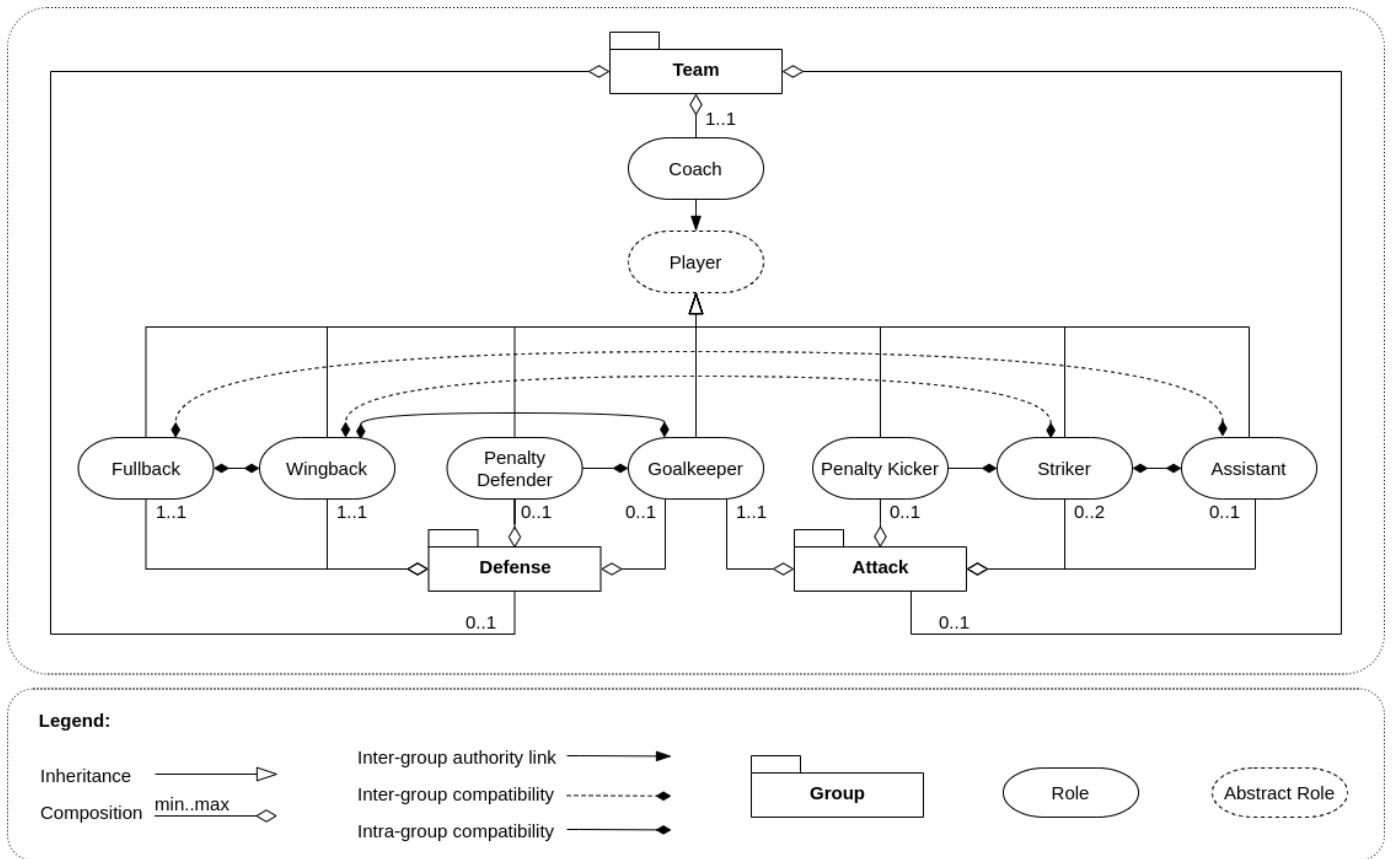 Team
1..1
Coach
Player
Fullback
Wingback
Penalty
Defender
Goalkeeper
Penalty Kicker
Striker
Assistant
1..1
1..1
0..1
0..1
1..1
0..1
0..2
0..1
Defense
Attack
0..1
0..1
Legend:
Inheritance
Composition
min..max
Inter-group authority link
Inter-group compatibility
Intra-group compatibility
Group
Role
Abstract Role